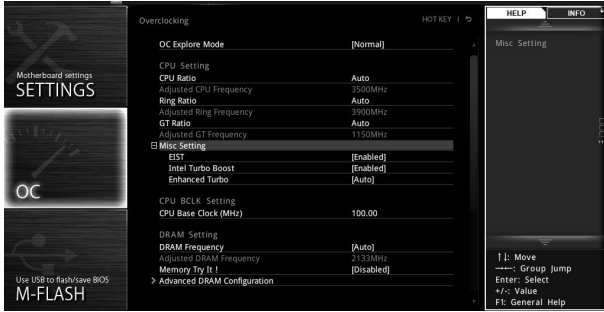 Motherboard settings
SETTINGS
OC
Use USB to flash/save BIOS
M-FLASH
Overclocking
HOT KEY
OC Explore Mode [Normal]
CPU Setting
CPU Ratio Auto
Adjusted CPU Frequency 3500MHz
Ring Ratio Auto
Adjusted Ring Frequency 3900MHz
GT Ratio Auto
Adjusted GT Frequency 1150MHz
Misc Setting
EIST [Enabled]
Intel Turbo Boost [Enabled]
Enhanced Turbo [Auto]
CPU BCLK Setting
CPU Base Clock (MHz) 100.00
DRAM Setting
DRAM Frequency [Auto]
Adjusted DRAM Frequency 2133MHz
Memory Try It ! [Disabled]
Advanced DRAM Configuration
HELP
INFO
Misc Setting
↑↓: Move
→←: Group Jump
Enter: Select
+/-: Value
F1: General Help